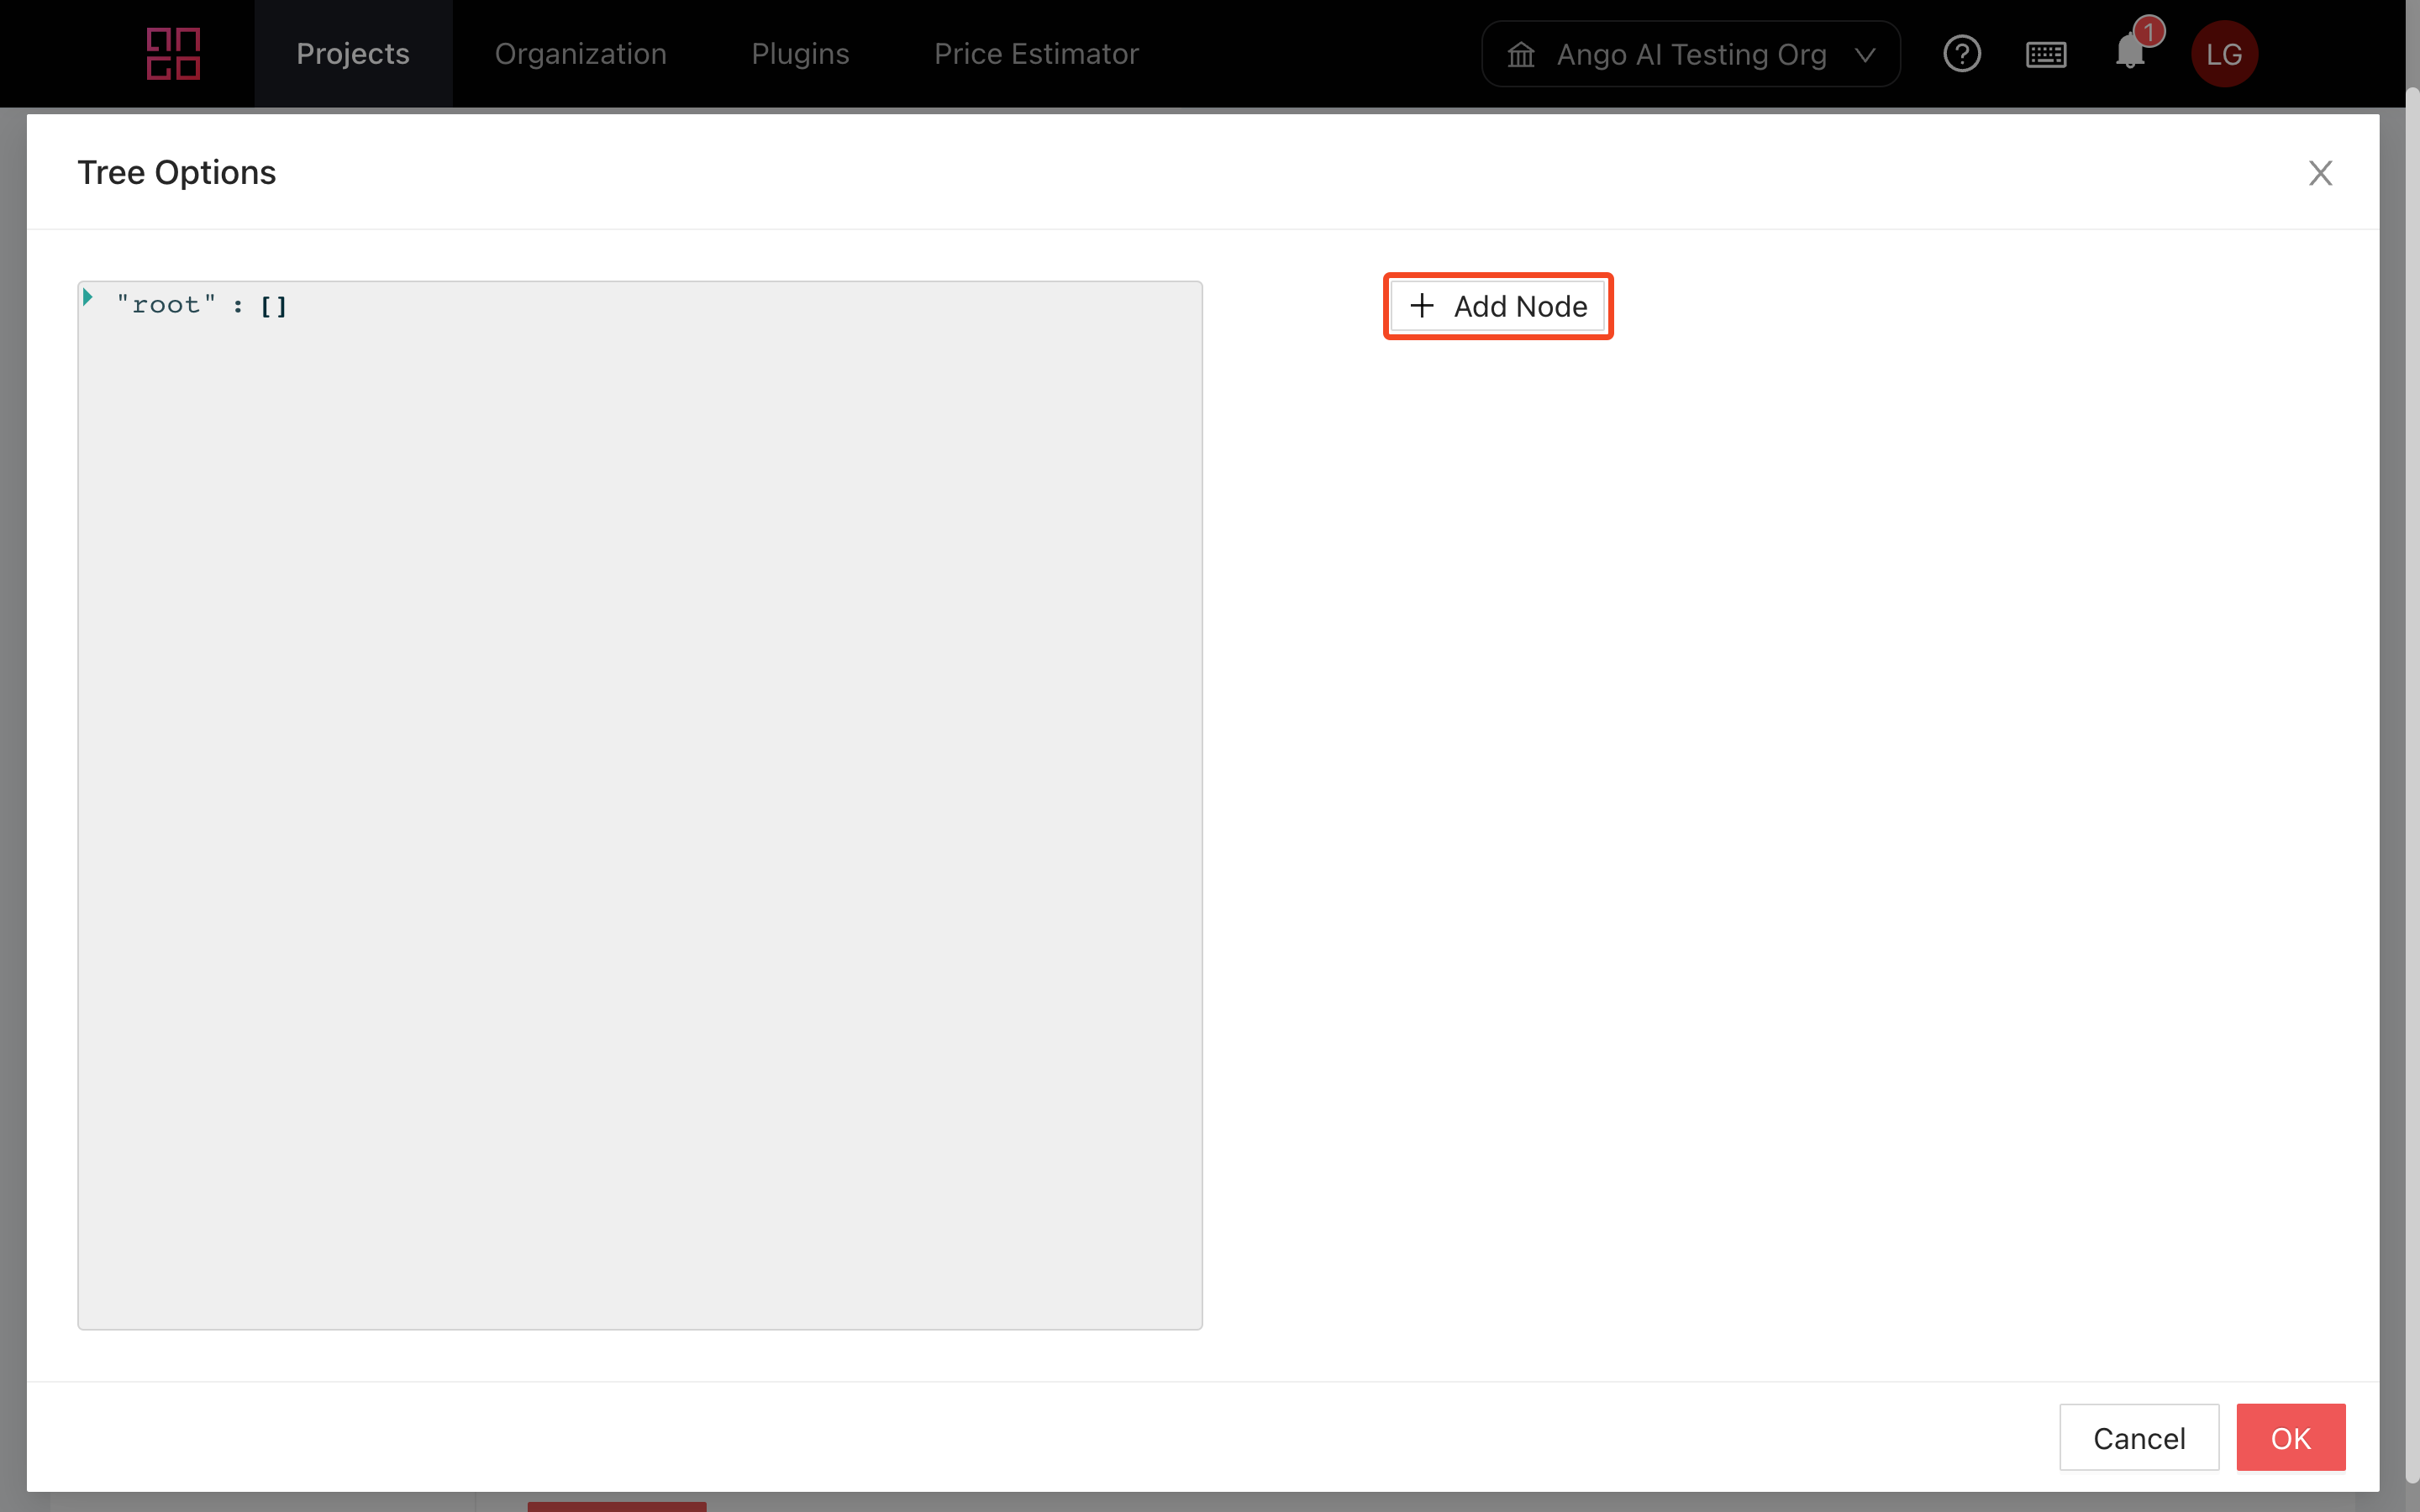 Projects Organization Plugins Price Estimator Ango AI Testing Org 1 LG
Tree Options
"root" : []
Add Node
Cancel OK